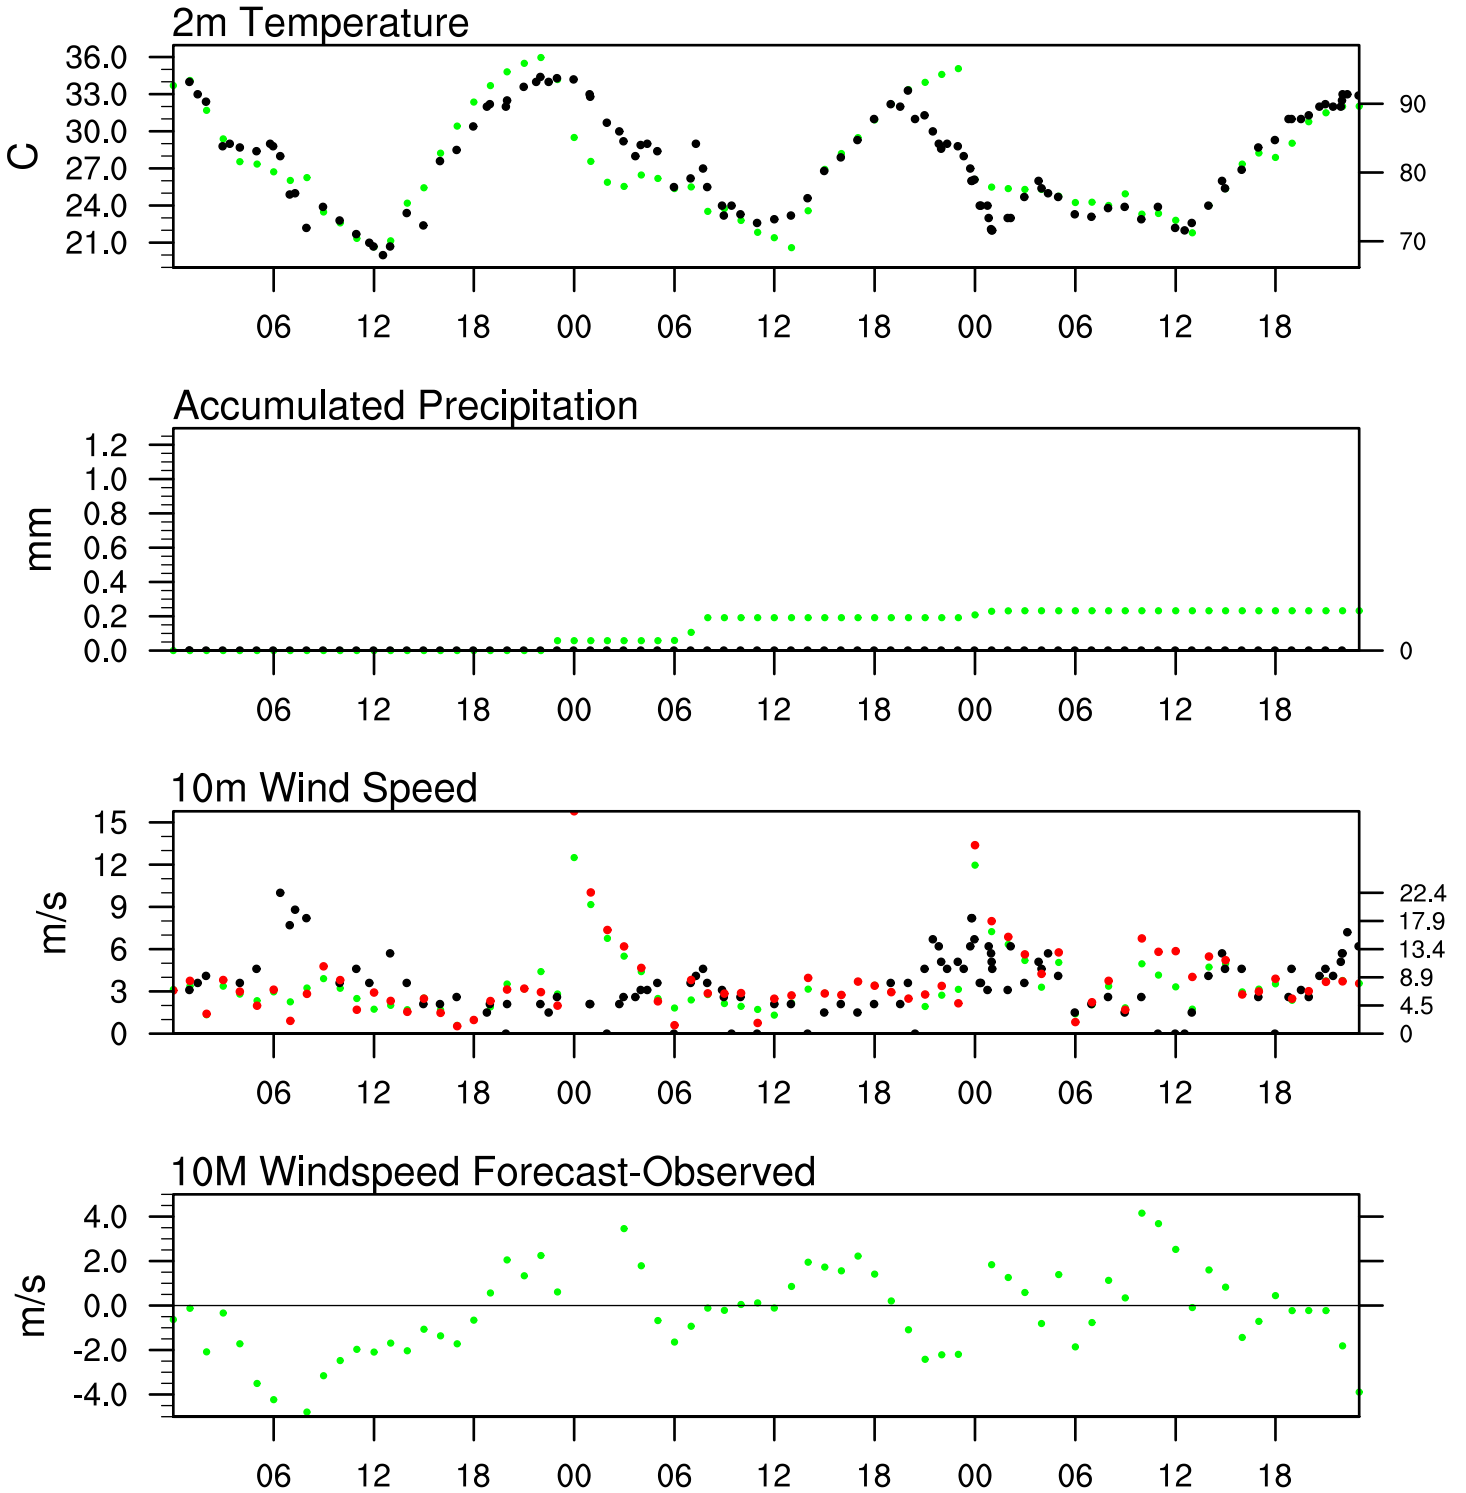 2m Temperature
36.0
33.0
30.0
27.0
24.0
21.0
C
90
80
70
06 12 18 00 06 12 18 00 06 12 18
Accumulated Precipitation
1.2
1.0
0.8
0.6
0.4
0.2
0.0
mm
0
06 12 18 00 06 12 18 00 06 12 18
10m Wind Speed
15
12
9
6
3
0
m/s
22.4
17.9
13.4
8.9
4.5
0
06 12 18 00 06 12 18 00 06 12 18
10M Windspeed Forecast-Observed
4.0
2.0
0.0
-2.0
-4.0
m/s
06 12 18 00 06 12 18 00 06 12 18